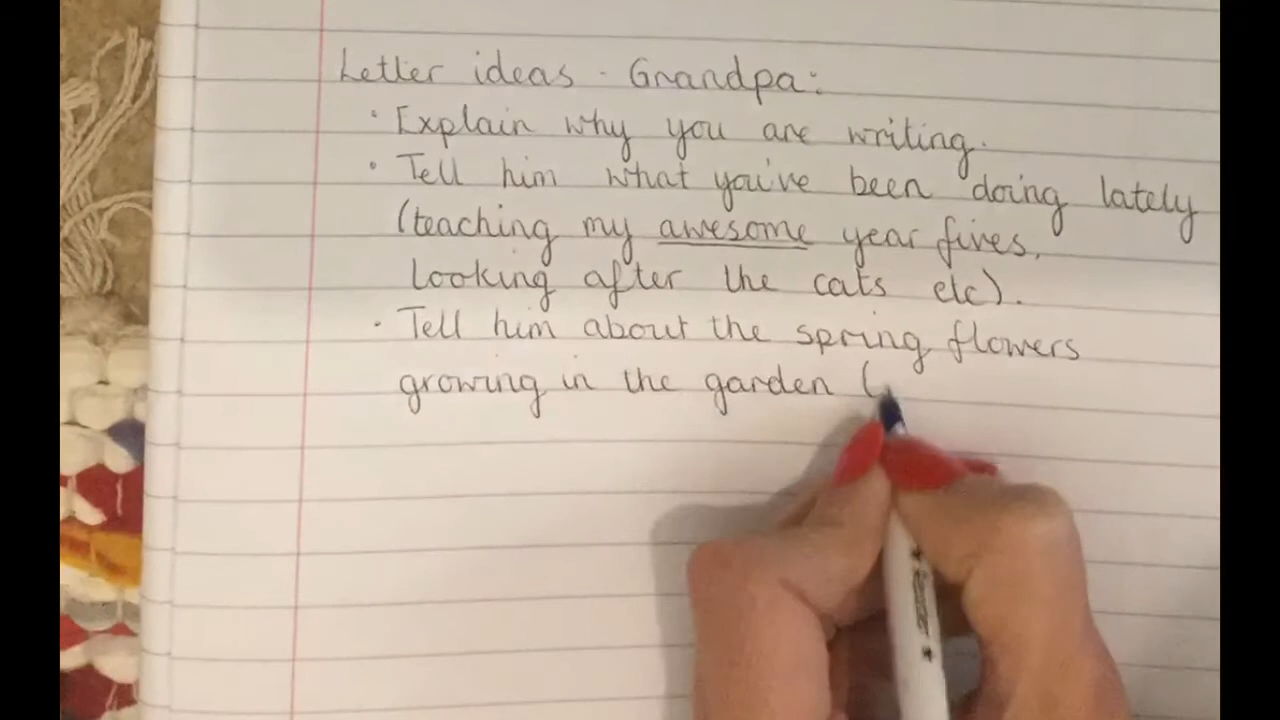 Letter ideas - Grandpa:
• Explain why you are writing.
• Tell him what you've been doing lately
(teaching my awesome year fives,
looking after the cats etc).
• Tell him about the spring flowers
growing in the garden (